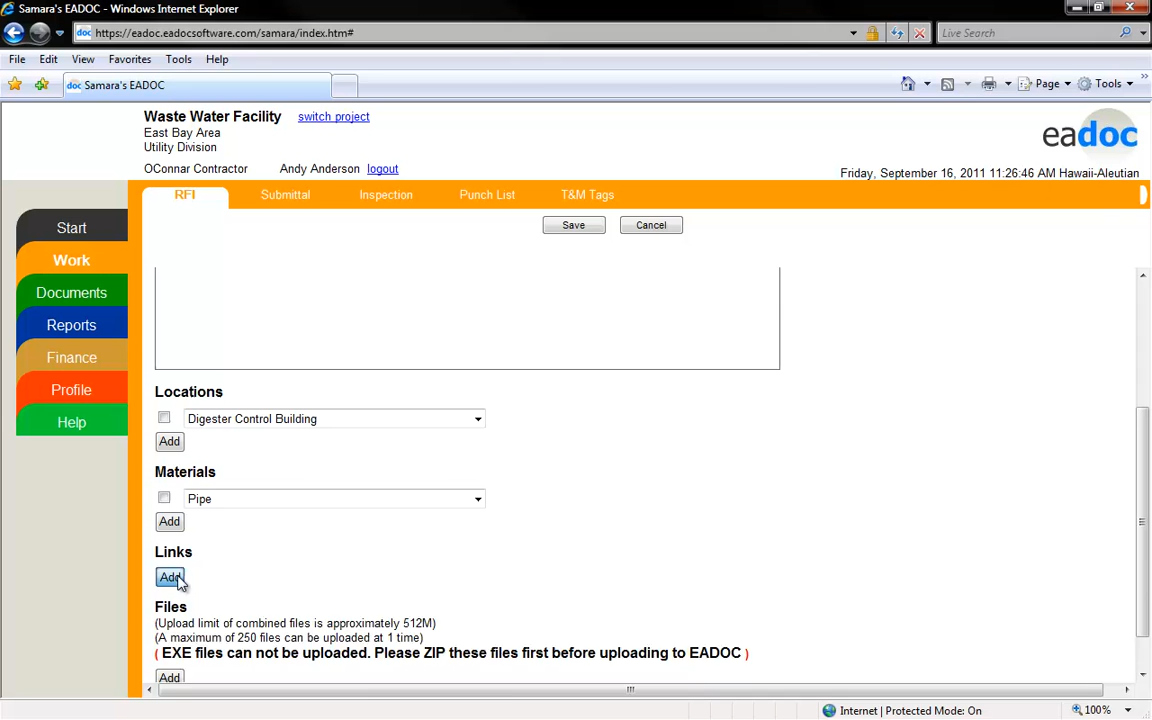 Samara's EADOC - Windows Internet Explorer
doc https://eadoc.eadocsoftware.com/samara/index.htm# Live Search
File Edit View Favorites Tools Help
doc Samara's EADOC Page Tools
Waste Water Facility switch project
East Bay Area
Utility Division
eadoc
OConnar Contractor Andy Anderson logout
Friday, September 16, 2011 11:26:46 AM Hawaii-Aleutian
RFI Submittal Inspection Punch List T&M Tags
Save Cancel
Start
Work
Documents
Reports
Finance
Profile
Help
Locations
Digester Control Building
Add
Materials
Pipe
Add
Links
Add
Files
(Upload limit of combined files is approximately 512M)
(A maximum of 250 files can be uploaded at 1 time)
( EXE files can not be uploaded. Please ZIP these files first before uploading to EADOC )
Add
Internet | Protected Mode: On 100%